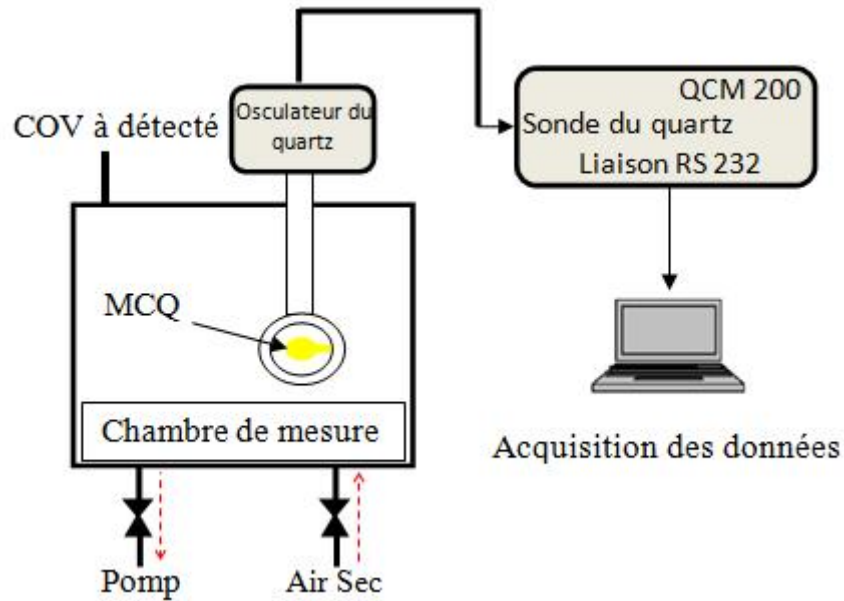 QCM 200
Sonde du quartz
Liaison RS 232
Osculateur du
quartz
COV à détecté
MCQ
Chambre de mesure
Acquisition des données
Pomp
Air Sec